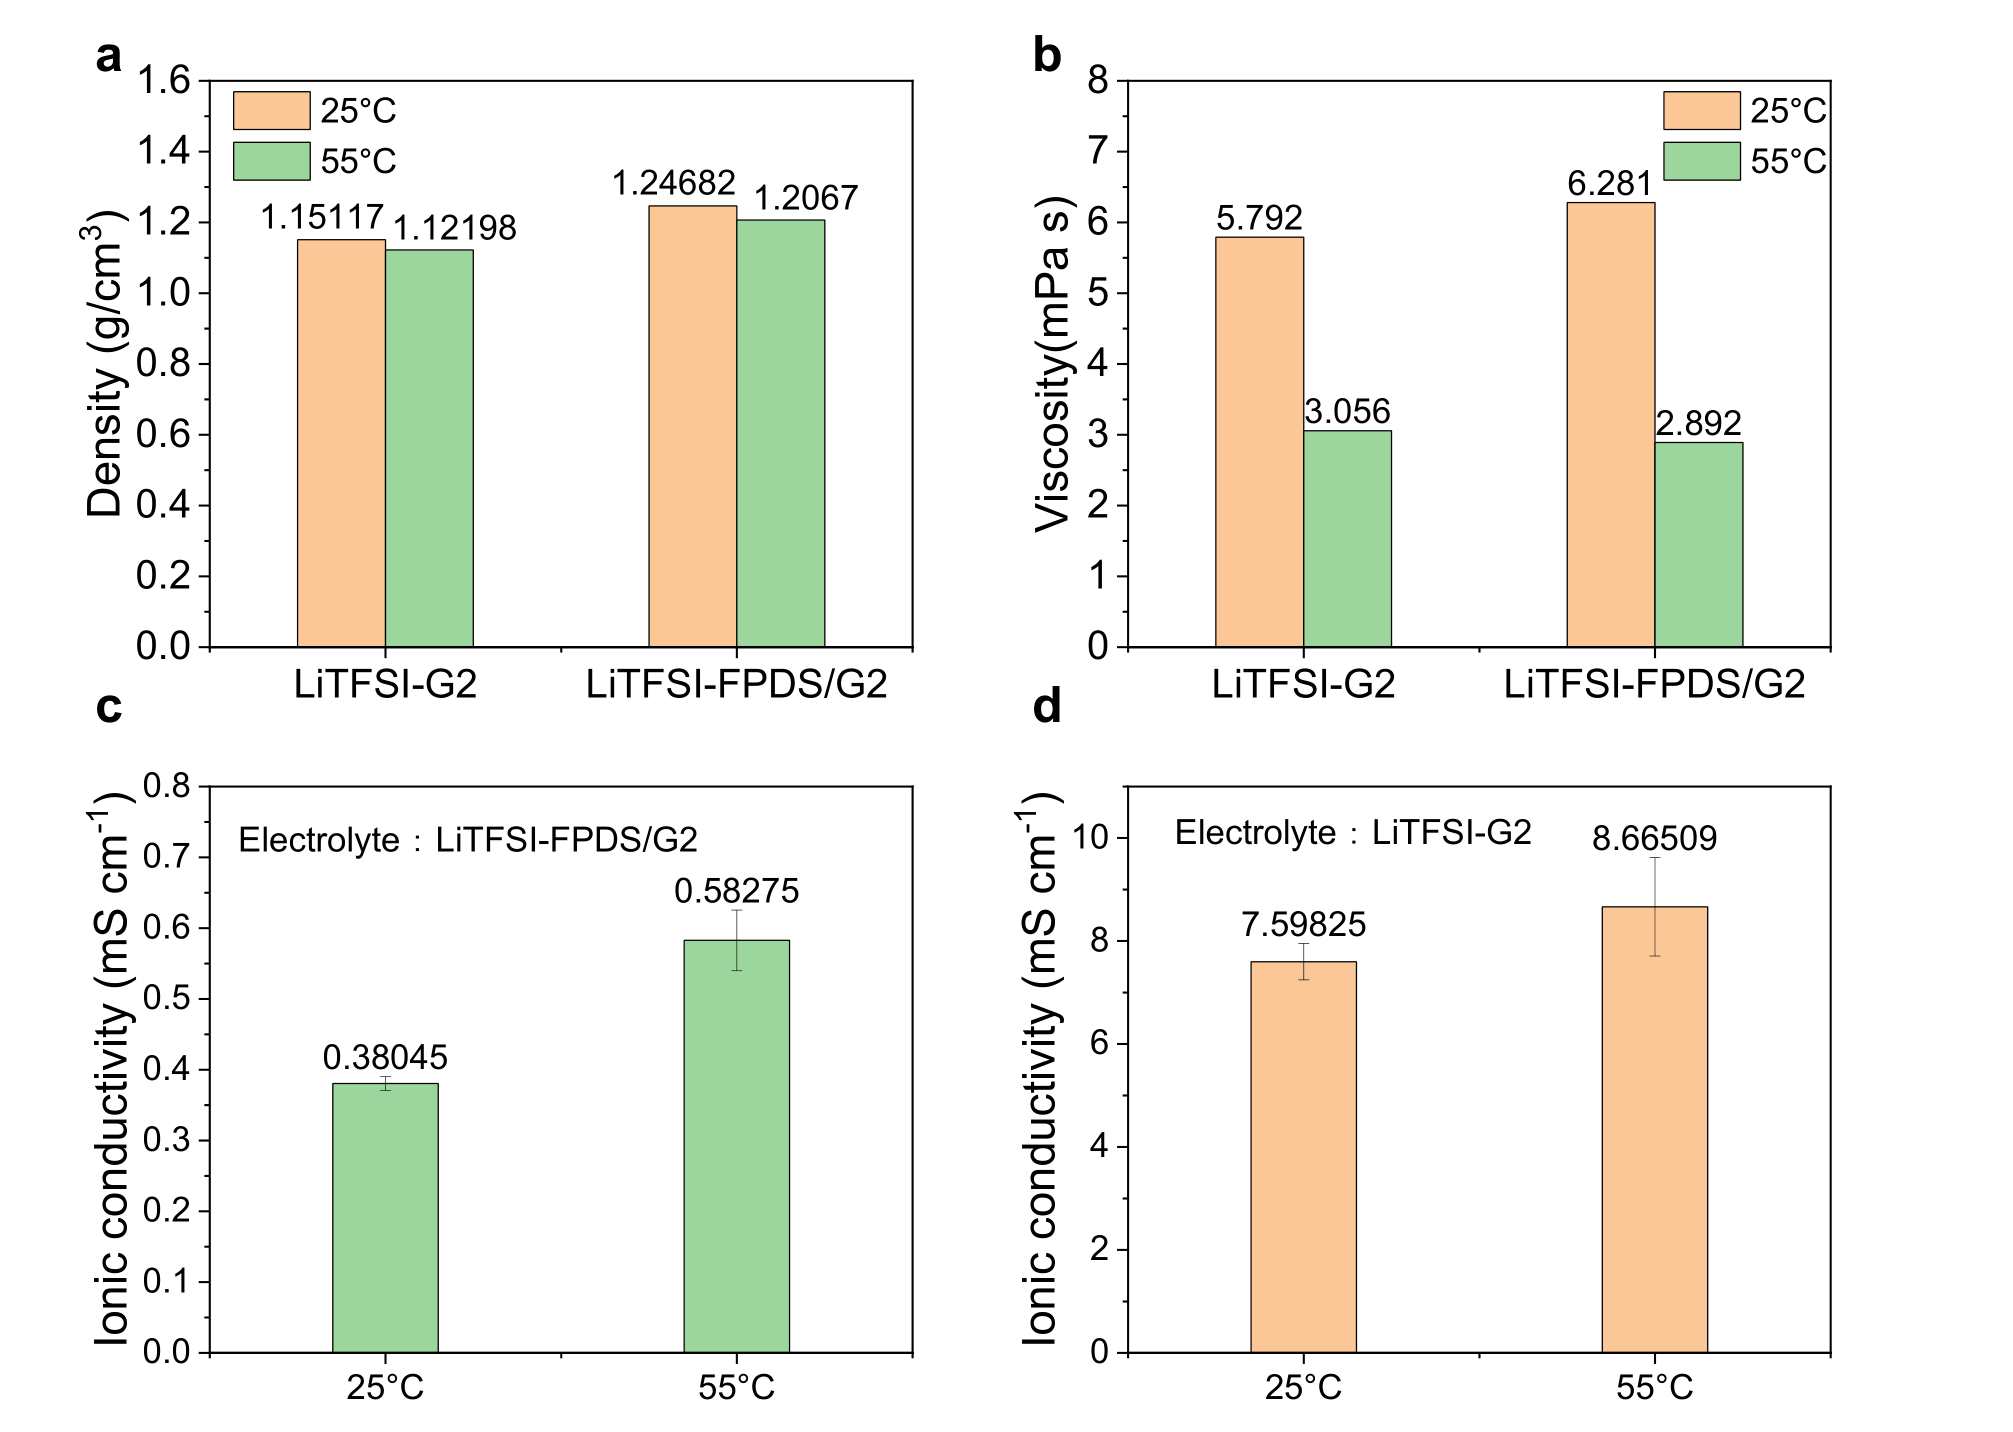 a
1.6
1.4
1.2
1.0
0.8
0.6
0.4
0.2
0.0
Density (g/cm³)
25°C
55°C
1.15117
1.12198
1.24682
1.2067
LiTFSI-G2
LiTFSI-FPDS/G2
b
8
7
6
5
4
3
2
1
0
Viscosity(mPa s)
25°C
55°C
5.792
3.056
6.281
2.892
LiTFSI-G2
LiTFSI-FPDS/G2
c
0.8
0.7
0.6
0.5
0.4
0.3
0.2
0.1
0.0
Ionic conductivity (mS cm⁻¹)
Electrolyte：LiTFSI-FPDS/G2
0.38045
0.58275
25°C
55°C
d
10
8
6
4
2
0
Ionic conductivity (mS cm⁻¹)
Electrolyte：LiTFSI-G2
7.59825
8.66509
25°C
55°C